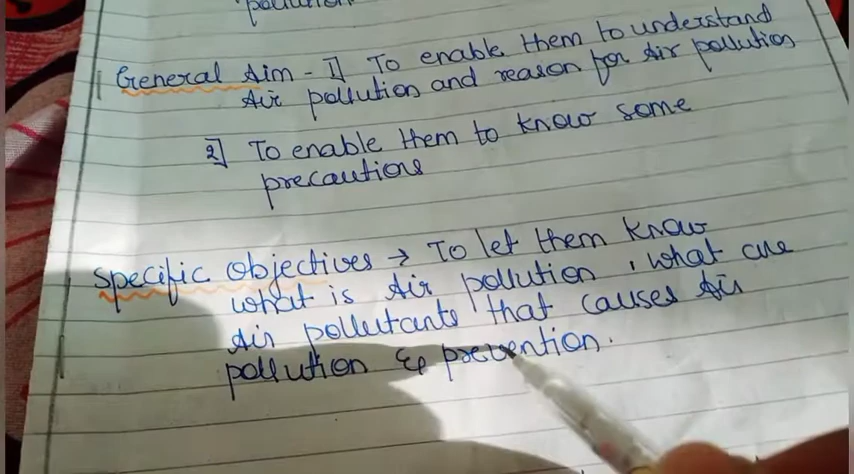 pollution
General Aim - 1] To enable them to understand
Air pollution and reason for Air pollution
2] To enable them to know some
precautions
Specific Objectives → To let them know
what is Air pollution, what are
Air pollutants that causes Air
pollution & prevention.